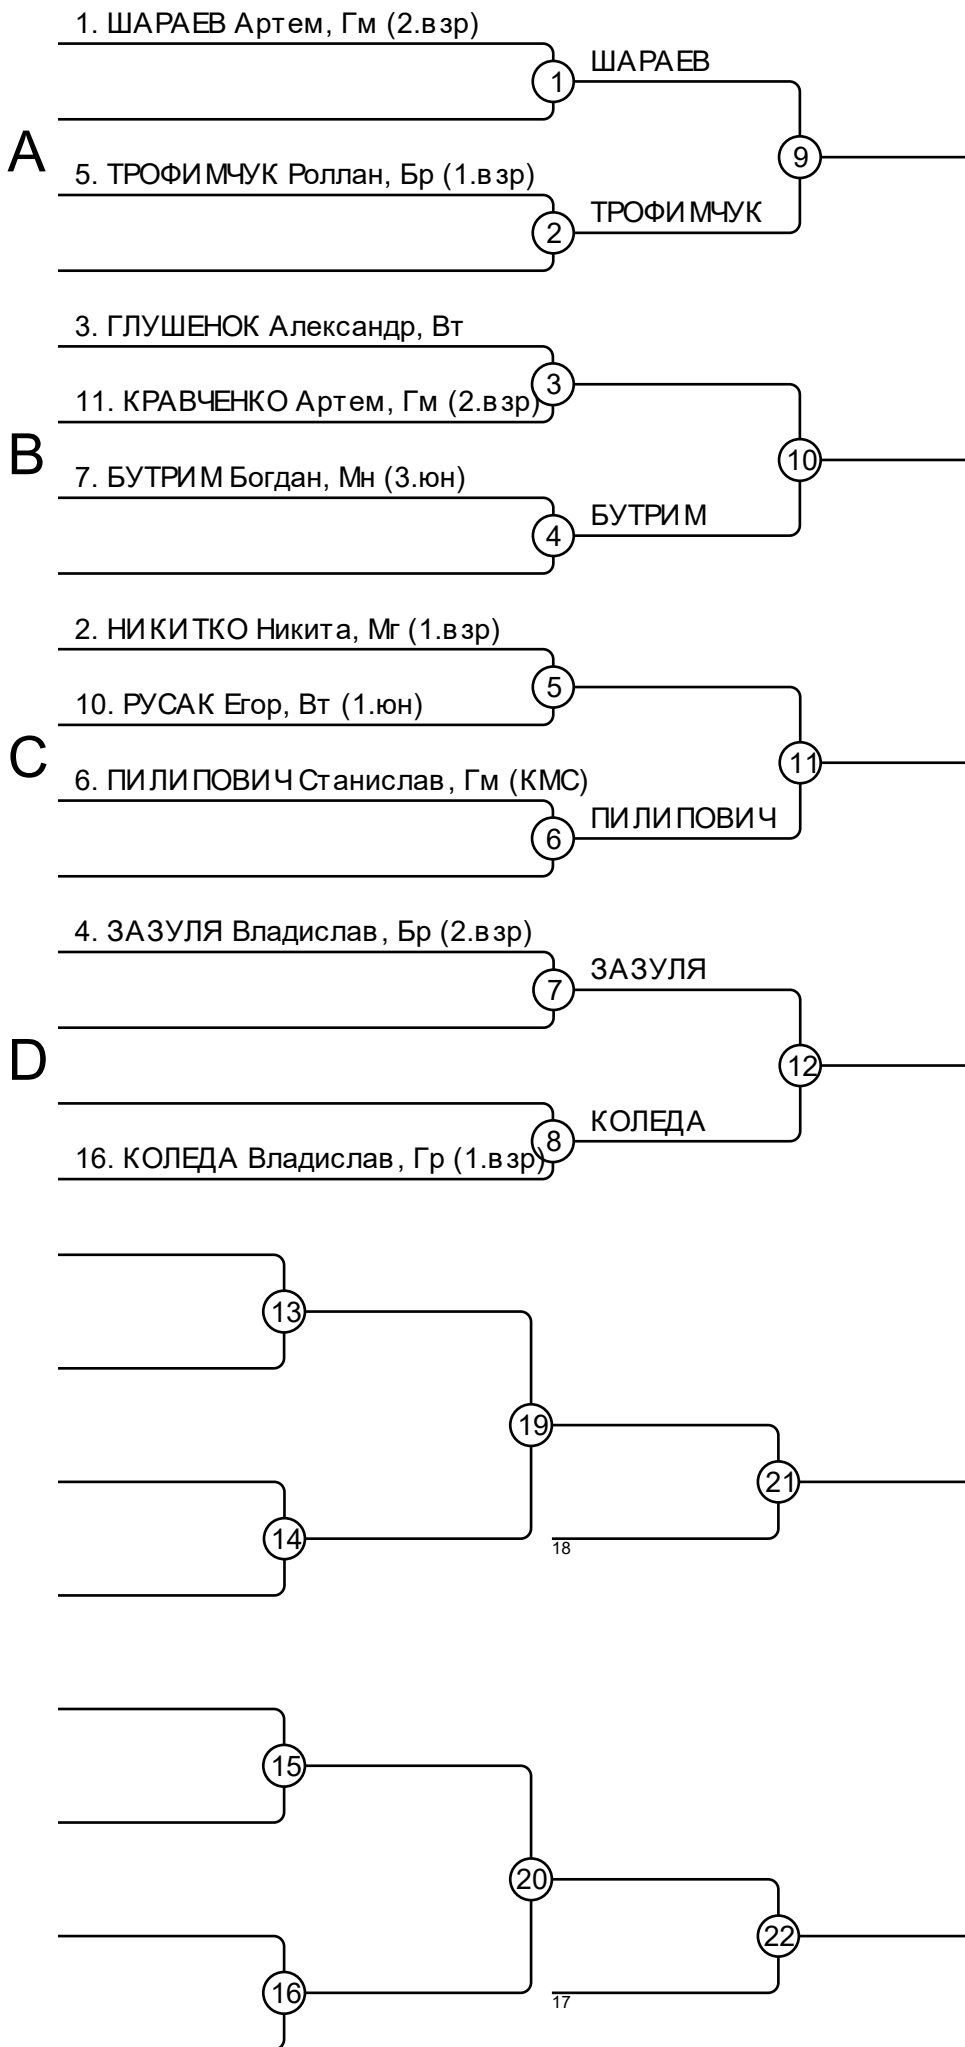 1. ШАРАЕВ Артем, Гм (2.взр)
ШАРАЕВ
1
A
9
5. ТРОФИМЧУК Роллан, Бр (1.взр)
ТРОФИМЧУК
2
3. ГЛУШЕНОК Александр, Вт
3
11. КРАВЧЕНКО Артем, Гм (2.взр)
B
10
7. БУТРИМ Богдан, Мн (3.юн)
БУТРИМ
4
2. НИКИТКО Никита, Мг (1.взр)
5
10. РУСАК Егор, Вт (1.юн)
C
11
6. ПИЛИПОВИЧ Станислав, Гм (КМС)
ПИЛИПОВИЧ
6
4. ЗАЗУЛЯ Владислав, Бр (2.взр)
ЗАЗУЛЯ
7
D
12
КОЛЕДА
8
16. КОЛЕДА Владислав, Гр (1.взр)
13
19
21
14
18
15
20
22
16
17